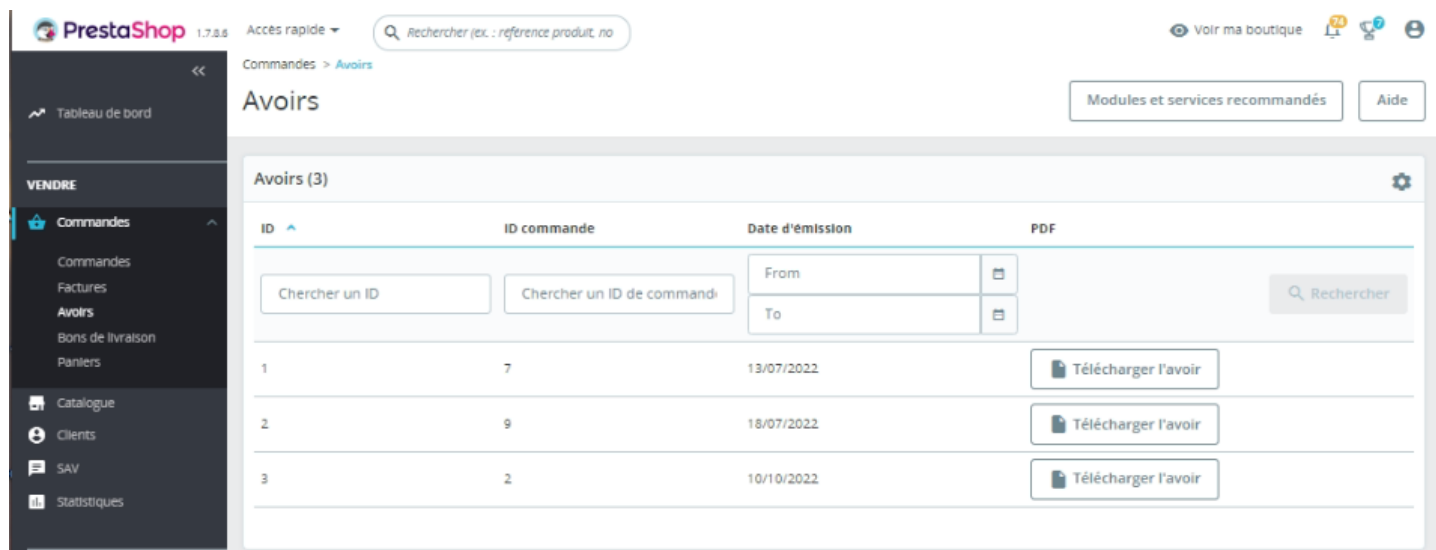 PrestaShop 1.7.8.6 Accès rapide Rechercher (ex. : référence produit, no Voir ma boutique 74 7
Commandes > Avoirs
Avoirs
Modules et services recommandés Aide
Tableau de bord
VENDRE
Commandes
Commandes
Factures
Avoirs
Bons de livraison
Paniers
Catalogue
Clients
SAV
Statistiques
Avoirs (3)
ID ID commande Date d'émission PDF
Chercher un ID Chercher un ID de command From Rechercher
To
1 7 13/07/2022 Télécharger l'avoir
2 9 18/07/2022 Télécharger l'avoir
3 2 10/10/2022 Télécharger l'avoir